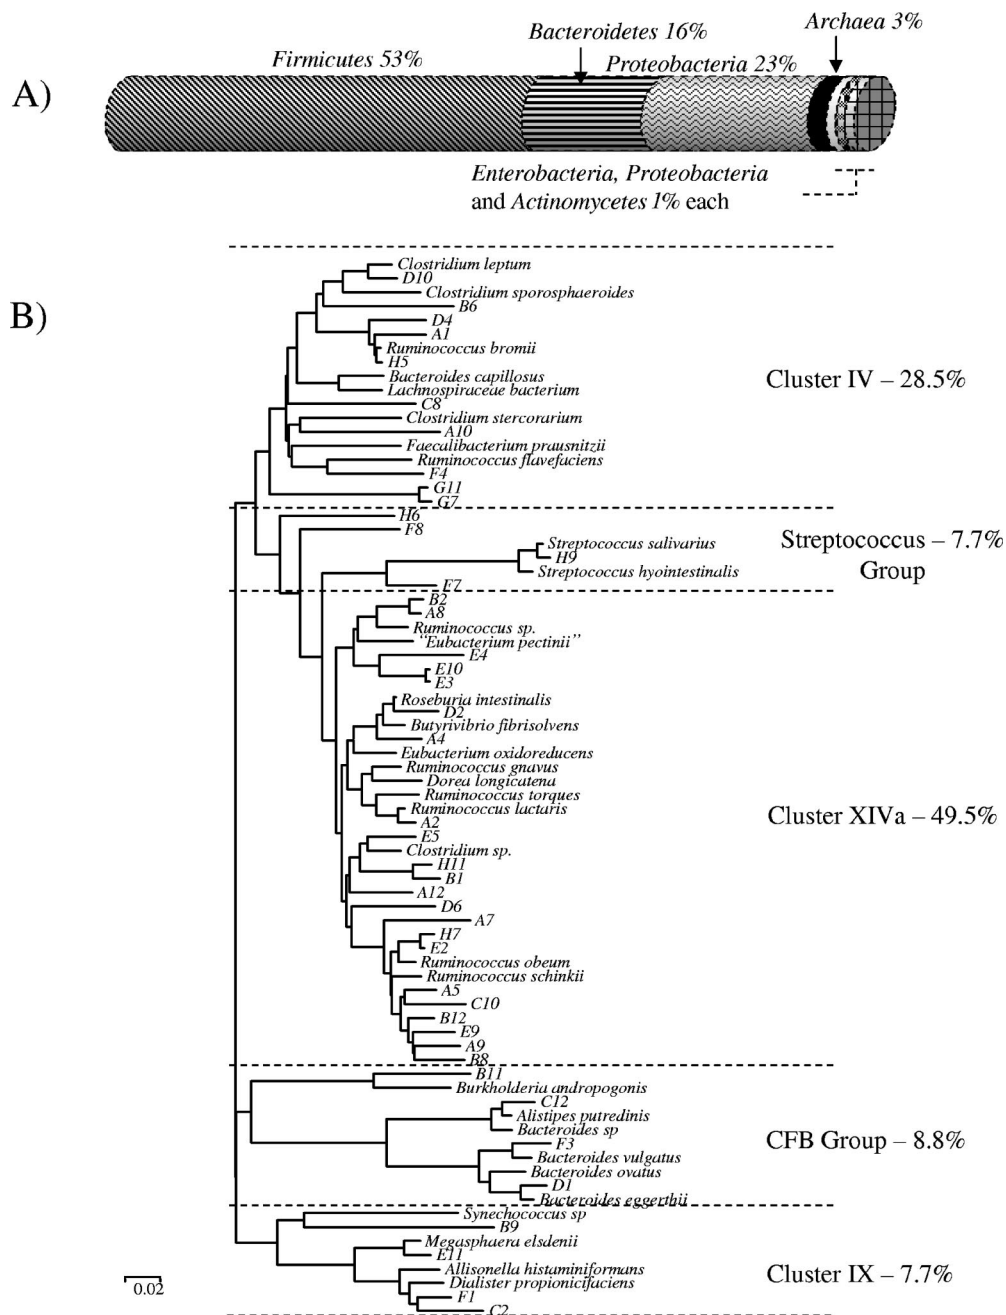 A)
Firmicutes 53%
Bacteroidetes 16%
Proteobacteria 23%
Archaea 3%
Enterobacteria, Proteobacteria
and Actinomycetes 1% each
B)
Clostridium leptum
D10
Clostridium sporosphaeroides
B6
D4
A1
Ruminococcus bromii
H5
Bacteroides capillosus
Lachnospiraceae bacterium
C8
Clostridium stercorarium
A10
Faecalibacterium prausnitzii
Ruminococcus flavefaciens
F4
G11
G7
Cluster IV – 28.5%
H6
F8
Streptococcus salivarius
H9
Streptococcus hyointestinalis
F7
Streptococcus – 7.7%
Group
B2
A8
Ruminococcus sp.
“Eubacterium pectinii”
E4
E10
E3
Roseburia intestinalis
D2
Butyrivibrio fibrisolvens
A4
Eubacterium oxidoreducens
Ruminococcus gnavus
Dorea longicatena
Ruminococcus torques
Ruminococcus lactaris
A2
E5
Clostridium sp.
H11
B1
A12
D6
A7
H7
E2
Ruminococcus obeum
Ruminococcus schinkii
A5
C10
B12
E9
A9
B8
Cluster XIVa – 49.5%
B11
Burkholderia andropogonis
C12
Alistipes putredinis
Bacteroides sp
F3
Bacteroides vulgatus
Bacteroides ovatus
D1
Bacteroides eggerthii
CFB Group – 8.8%
Synechococcus sp
B9
Megasphaera elsdenii
E11
Allisonella histaminiformans
Dialister propionicifaciens
F1
C2
Cluster IX – 7.7%
0.02